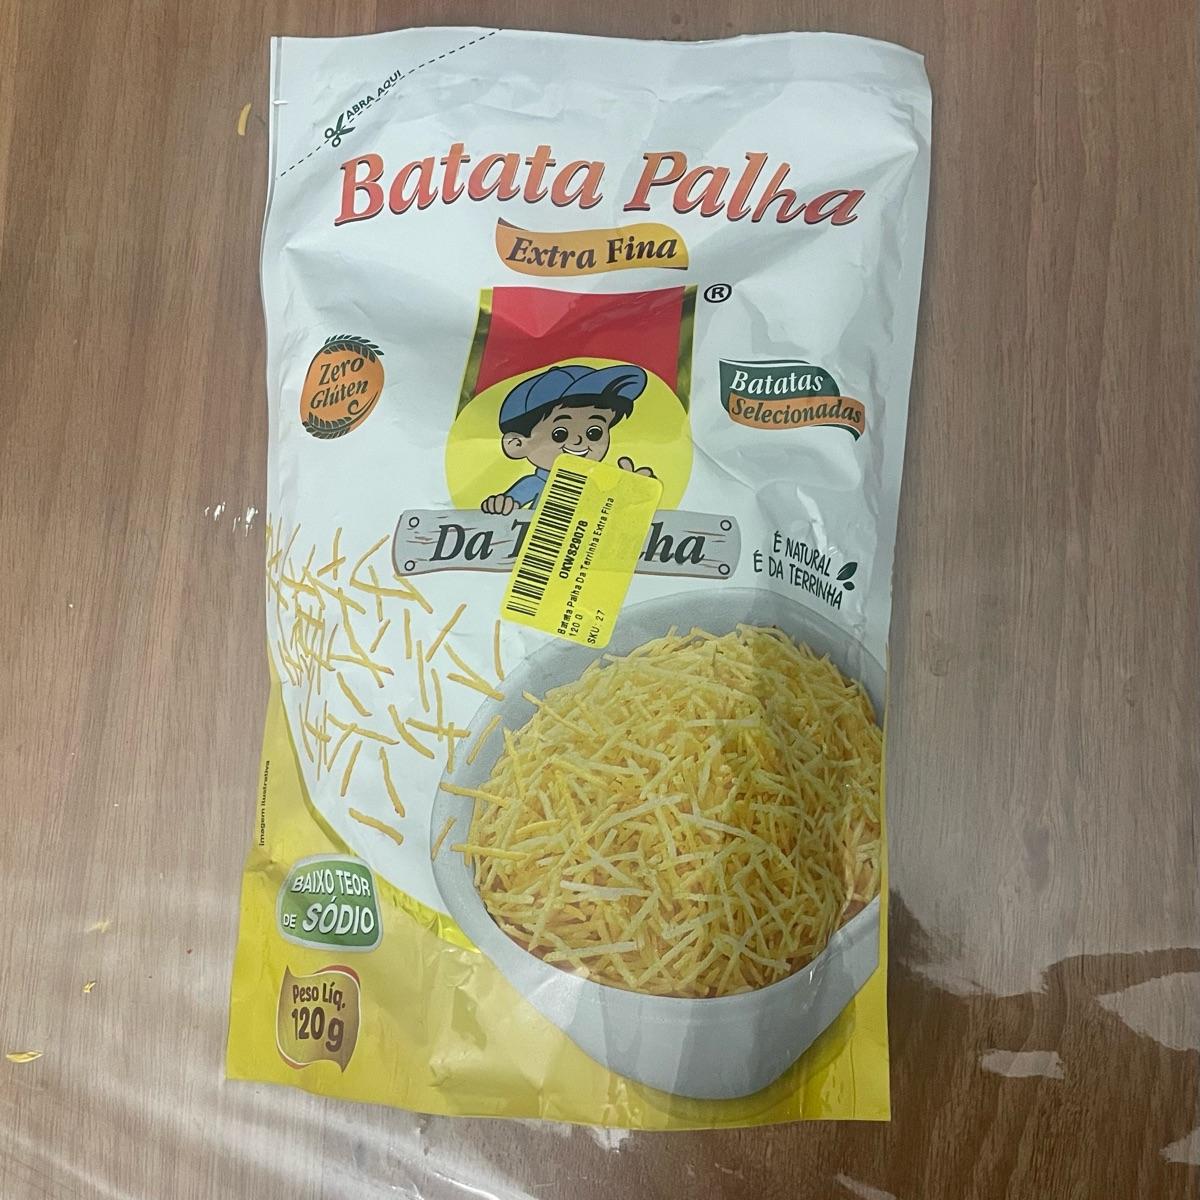 ABRA AQUI
Batata Palha
Extra Fina
®
Zero
Glúten
Batatas
Selecionadas
Da T ha
OKW829078
Batata Palha Da Terrinha Extra Fina
120 G
SKU: 27
É NATURAL
É DA TERRINHA
Imagem ilustrativa
BAIXO TEOR
DE SÓDIO
Peso Líq.
120g